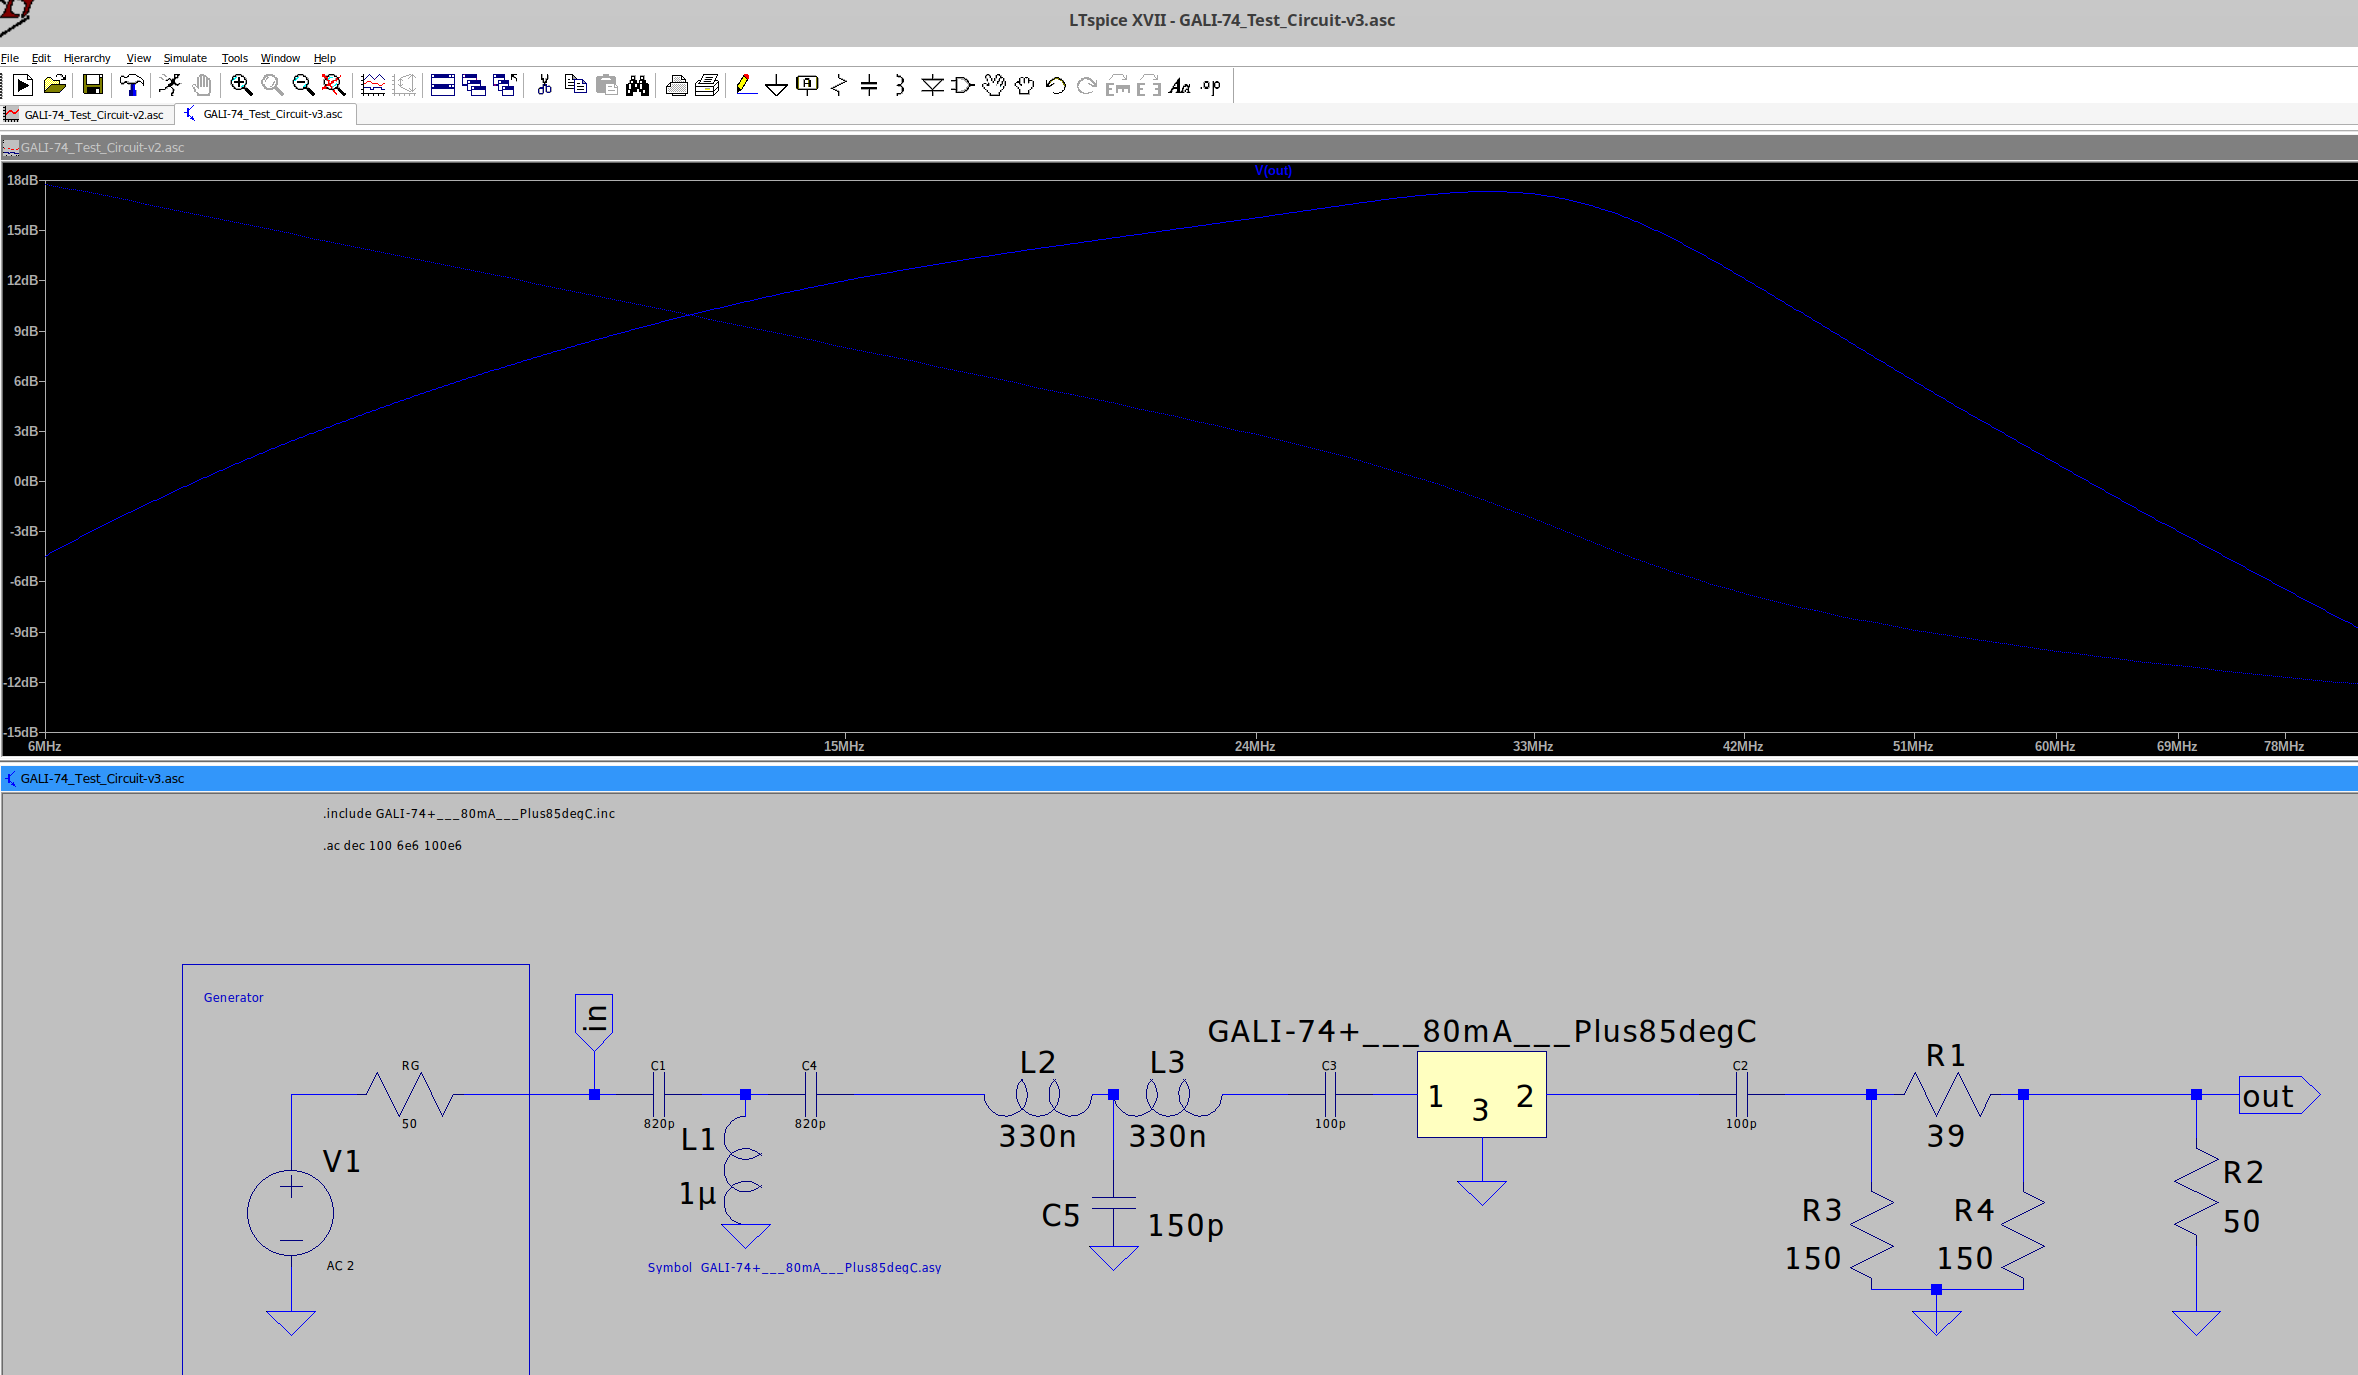 LTspice XVII - GALI-74_Test_Circuit-v3.asc
File Edit Hierarchy View Simulate Tools Window Help
GALI-74_Test_Circuit-v2.asc GALI-74_Test_Circuit-v3.asc
GALI-74_Test_Circuit-v2.asc
V(out)
18dB
15dB
12dB
9dB
6dB
3dB
0dB
-3dB
-6dB
-9dB
-12dB
-15dB
6MHz 15MHz 24MHz 33MHz 42MHz 51MHz 60MHz 69MHz 78MHz
GALI-74_Test_Circuit-v3.asc
.include GALI-74+___80mA___Plus85degC.inc
.ac dec 100 6e6 100e6
Generator
RG
50
V1
AC 2
in
C1
820p
L1
1µ
C4
820p
Symbol GALI-74+___80mA___Plus85degC.asy
L2
330n
L3
330n
C5
150p
GALI-74+___80mA___Plus85degC
C3
100p
1 3 2
C2
100p
R1
39
R3
150
R4
150
out
R2
50